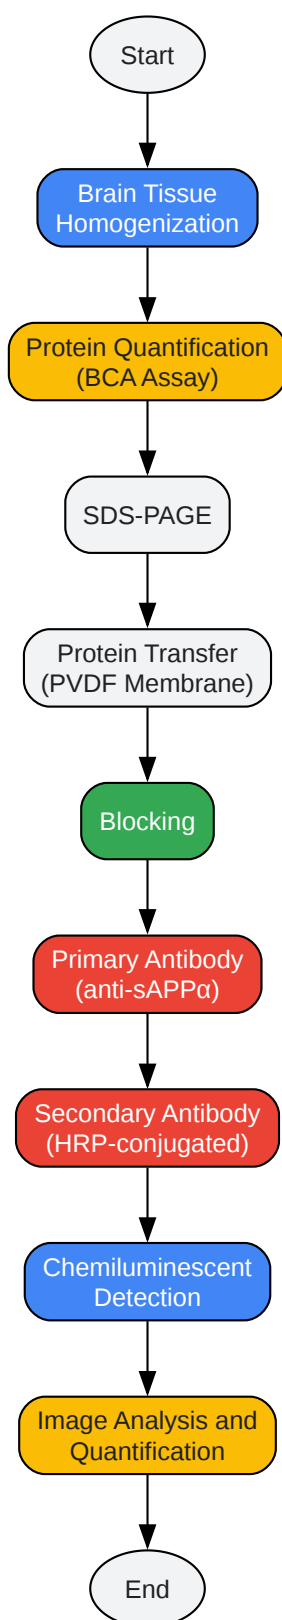 Start
Brain Tissue
Homogenization
Protein Quantification
(BCA Assay)
SDS-PAGE
Protein Transfer
(PVDF Membrane)
Blocking
Primary Antibody
(anti-sAPPα)
Secondary Antibody
(HRP-conjugated)
Chemiluminescent
Detection
Image Analysis and
Quantification
End